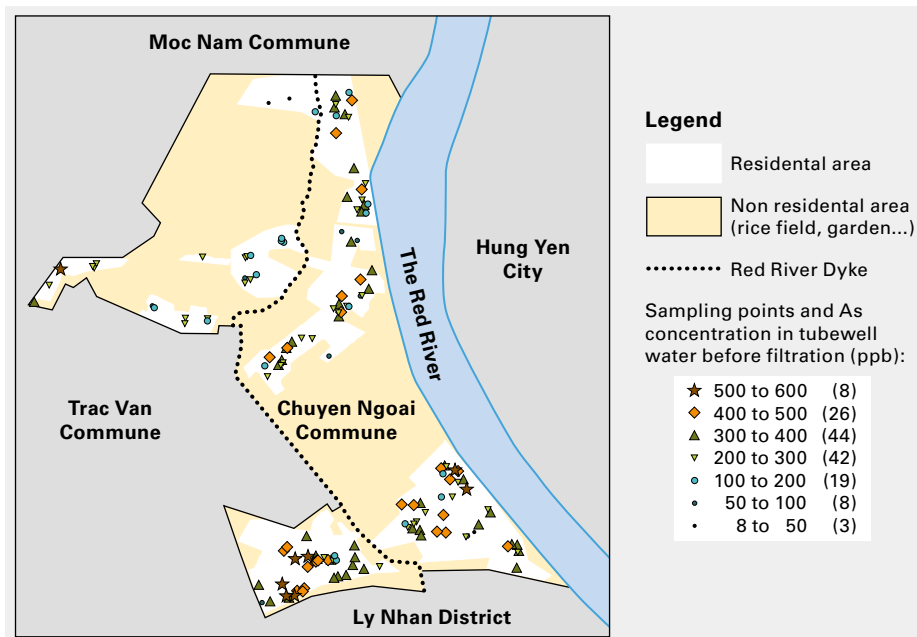 Moc Nam Commune
Hung Yen
City
The Red River
Trac Van
Commune
Chuyen Ngoai
Commune
Ly Nhan District
Legend
Residental area
Non residental area
(rice field, garden...)
Red River Dyke
Sampling points and As
concentration in tubewell
water before filtration (ppb):
500 to 600 (8)
400 to 500 (26)
300 to 400 (44)
200 to 300 (42)
100 to 200 (19)
50 to 100 (8)
8 to 50 (3)